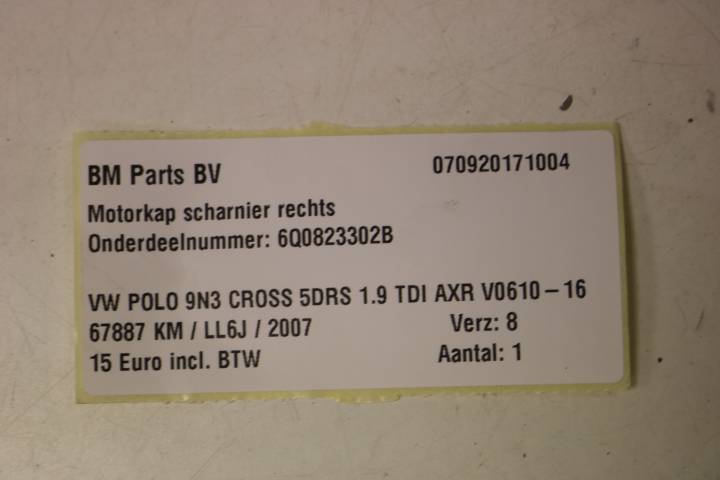 BM Parts BV 070920171004
Motorkap scharnier rechts
Onderdeelnummer: 6Q0823302B
VW POLO 9N3 CROSS 5DRS 1.9 TDI AXR V0610-16
67887 KM / LL6J / 2007 Verz: 8
15 Euro incl. BTW Aantal: 1